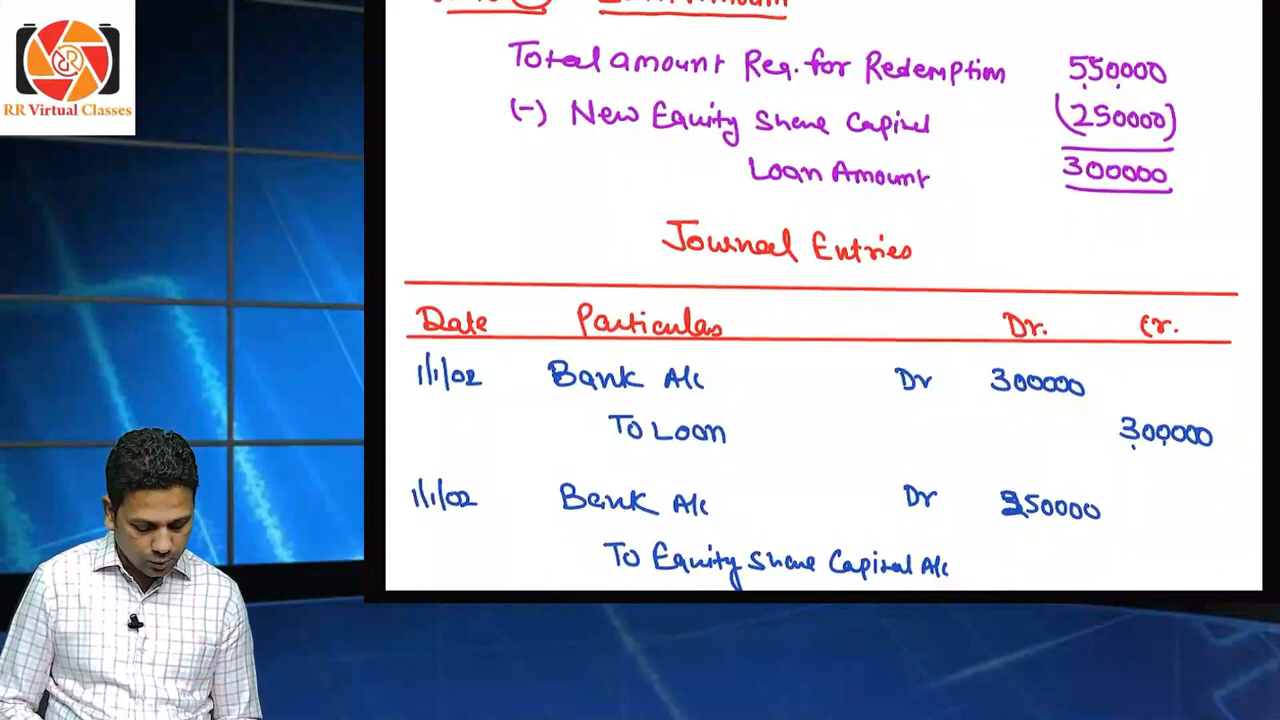 RR Virtual Classes
Total amount Req. for Redemption 550000
(-) New Equity Share Capital (250000)
Loan Amount 300000
Journal Entries
Date Particulas Dr. Cr.
1/1/02 Bank A/c Dr 300000
To Loan 300000
1/1/02 Bank A/c Dr 250000
To Equity Share Capital A/c